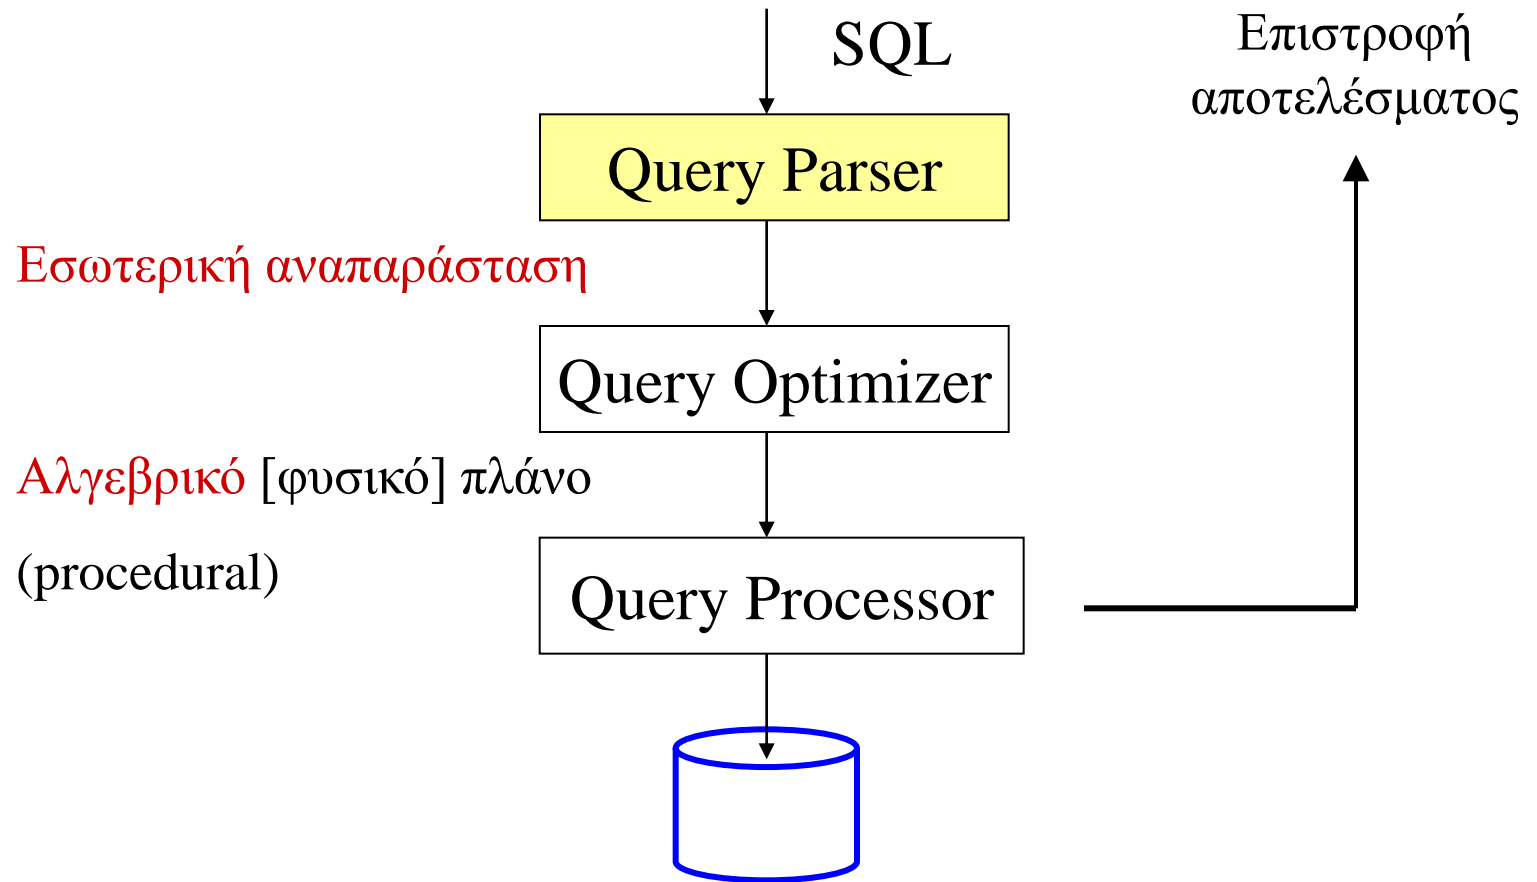 SQL
Επιστροφή
αποτελέσματος
Query Parser
Εσωτερική αναπαράσταση
Query Optimizer
Αλγεβρικό [φυσικό] πλάνο
(procedural)
Query Processor